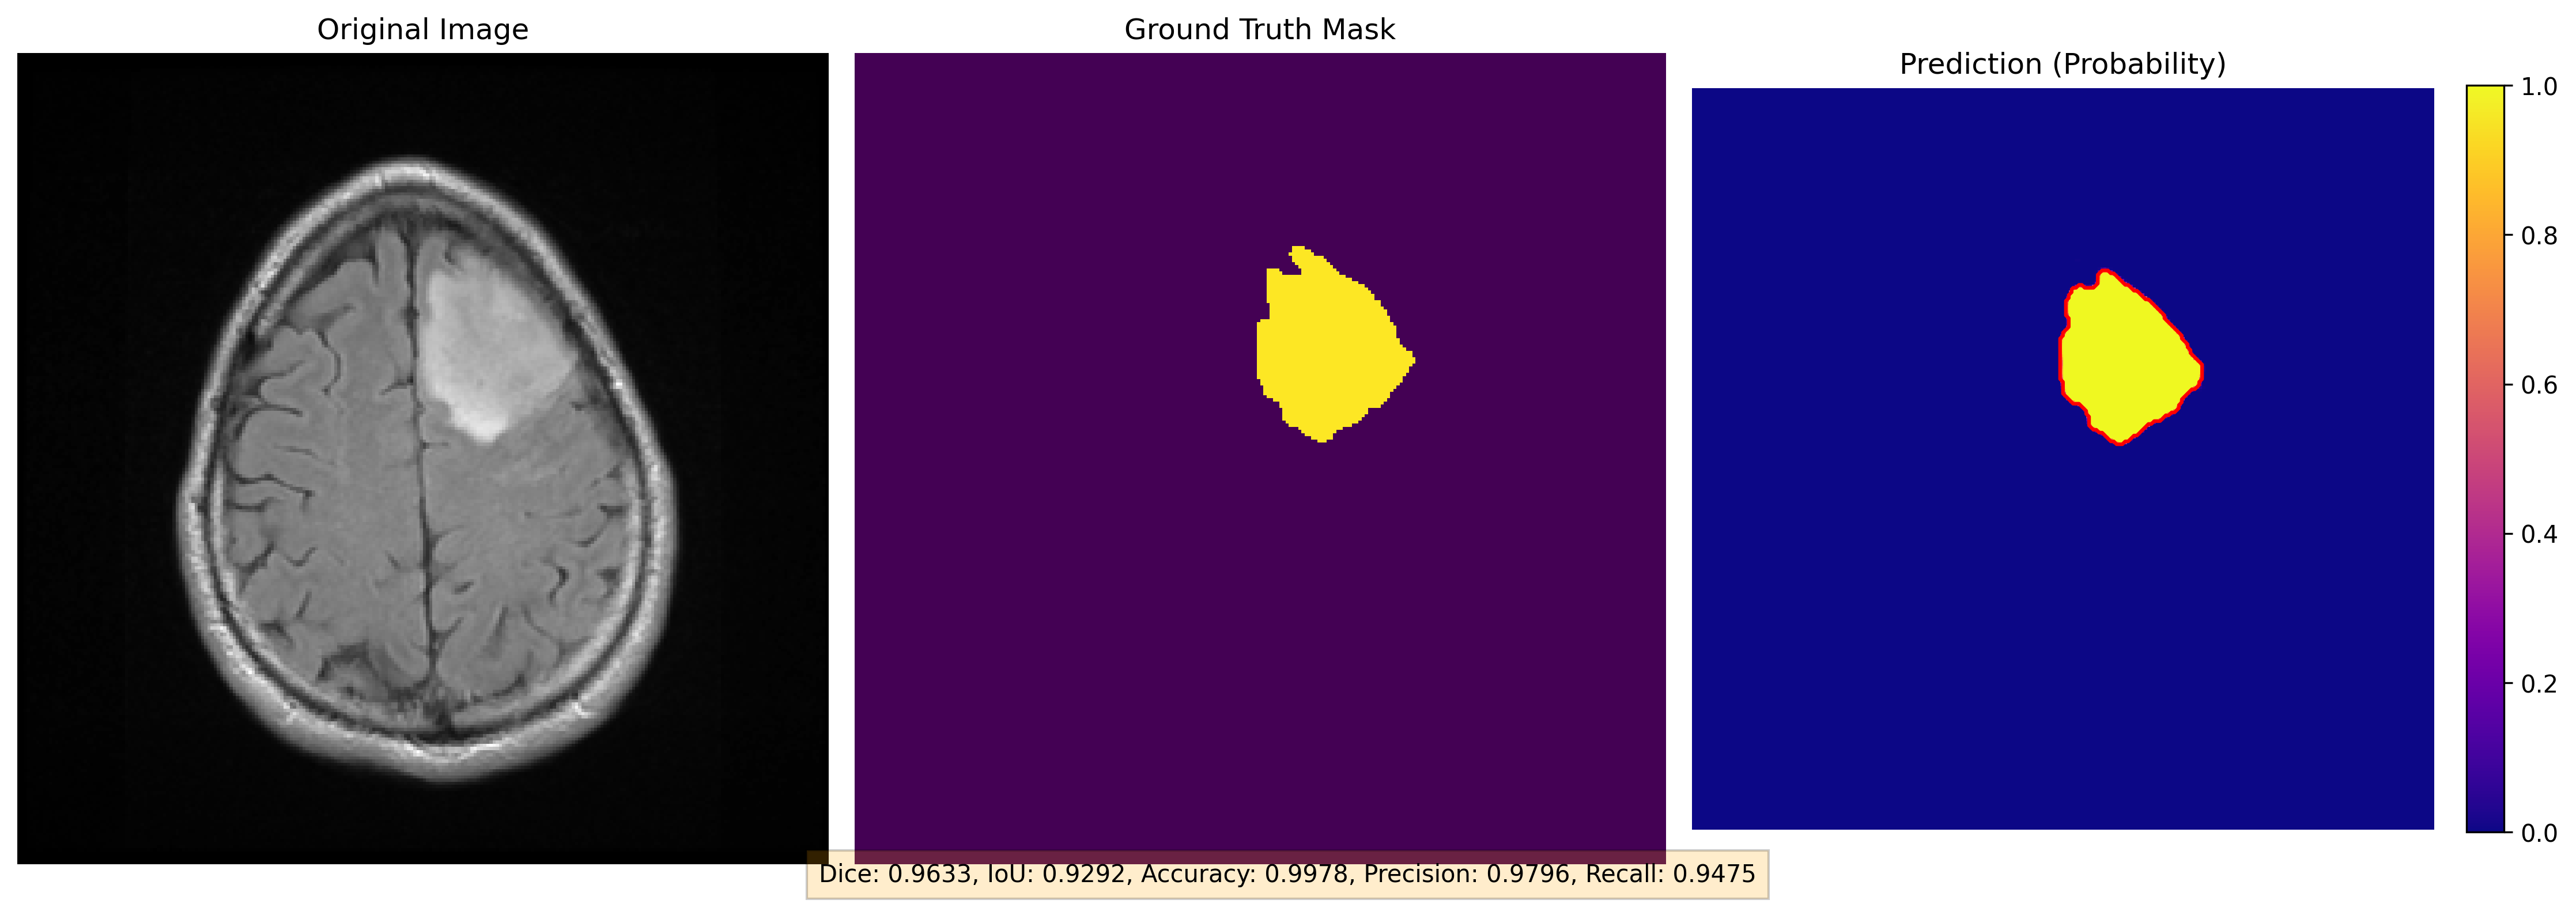 Original Image
Ground Truth Mask
Prediction (Probability)
1.0
0.8
0.6
0.4
0.2
0.0
Dice: 0.9633, IoU: 0.9292, Accuracy: 0.9978, Precision: 0.9796, Recall: 0.9475